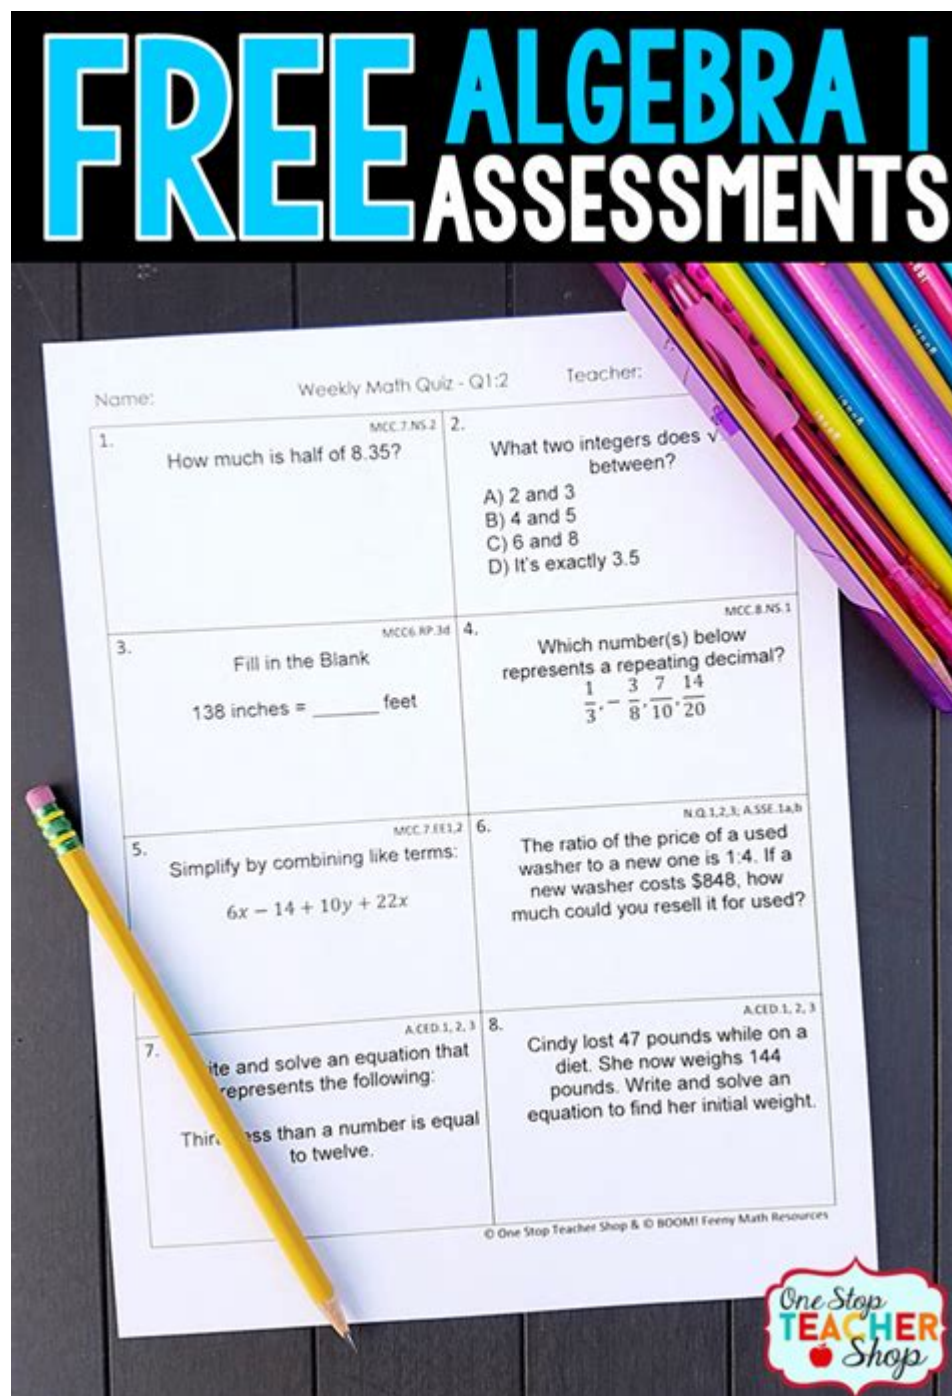 FREE ALGEBRA 1
ASSESSMENTS
Name:
Weekly Math Quiz - Q1:2
Teacher:
1.
MCC.7.NS.2
How much is half of 8.35?
2.
What two integers does √
between?
A) 2 and 3
B) 4 and 5
C) 6 and 8
D) It's exactly 3.5
3.
MCC6.RP.3d
Fill in the Blank
138 inches = ______ feet
4.
MCC.8.NS.1
Which number(s) below
represents a repeating decimal?
1/3, - 3/8, 7/10, 14/20
5.
MCC.7.EE1,2
Simplify by combining like terms:
6x − 14 + 10y + 22x
6.
N.Q.1,2,3; A.SSE.1a,b
The ratio of the price of a used
washer to a new one is 1:4. If a
new washer costs $848, how
much could you resell it for used?
7.
A.CED.1, 2, 3
and solve an equation that
represents the following:
than a number is equal
to twelve.
8.
A.CED.1, 2, 3
Cindy lost 47 pounds while on a
diet. She now weighs 144
pounds. Write and solve an
equation to find her initial weight.
© One Stop Teacher Shop & © BOOM! Feeny Math Resources
One Stop
TEACHER
Shop